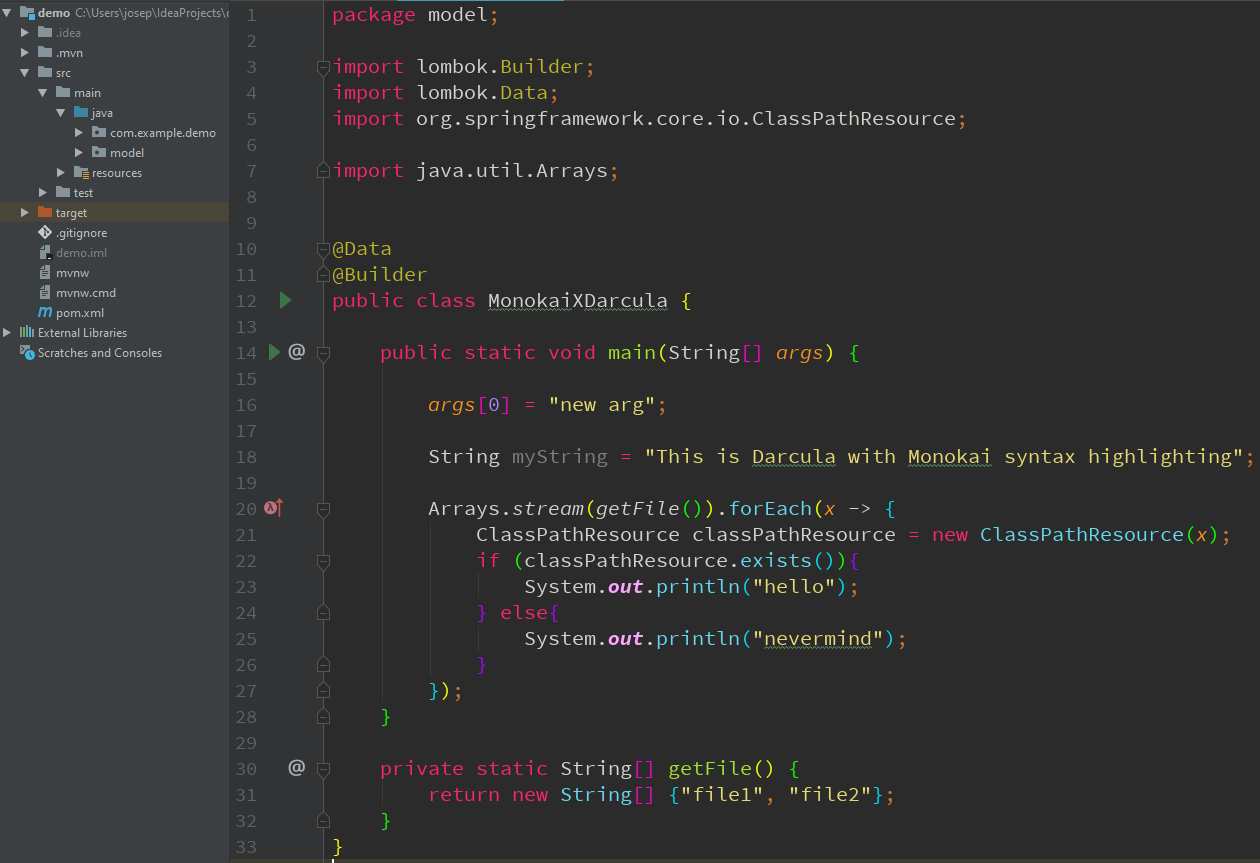 demo C:\Users\josep\IdeaProjects\
.idea
.mvn
src
main
java
com.example.demo
model
resources
test
target
.gitignore
demo.iml
mvnw
mvnw.cmd
pom.xml
External Libraries
Scratches and Consoles
1 package model;
2
3 import lombok.Builder;
4 import lombok.Data;
5 import org.springframework.core.io.ClassPathResource;
6
7 import java.util.Arrays;
8
9
10 @Data
11 @Builder
12 public class MonokaiXDarcula {
13
14 @ public static void main(String[] args) {
15
16 args[0] = "new arg";
17
18 String myString = "This is Darcula with Monokai syntax highlighting";
19
20 Arrays.stream(getFile()).forEach(x -> {
21 ClassPathResource classPathResource = new ClassPathResource(x);
22 if (classPathResource.exists()){
23 System.out.println("hello");
24 } else{
25 System.out.println("nevermind");
26 }
27 });
28 }
29
30 @ private static String[] getFile() {
31 return new String[] {"file1", "file2"};
32 }
33 }